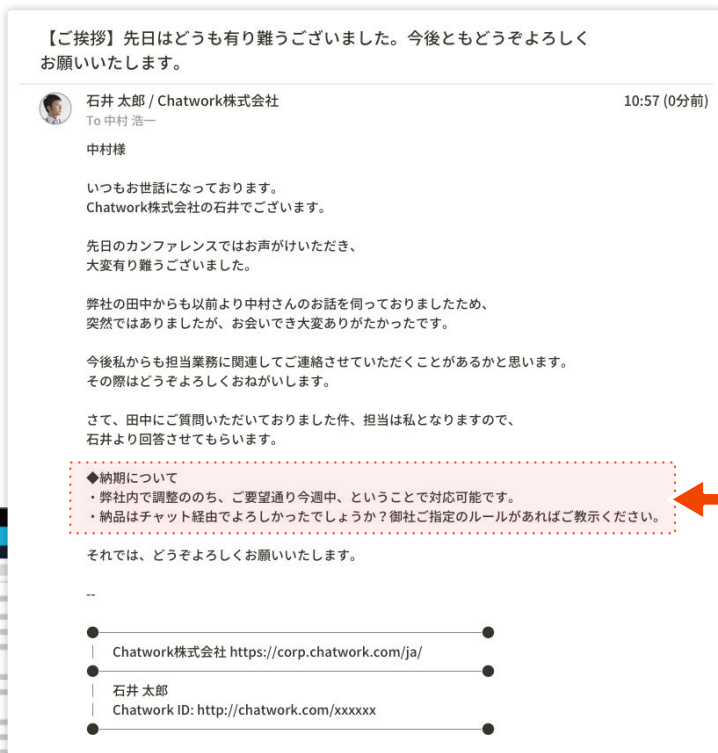 【ご挨拶】先日はどうも有り難うございました。今後ともどうぞよろしく
お願いいたします。
石井 太郎 / Chatwork株式会社
10:57 (0分前)
To 中村 浩一
中村様
いつもお世話になっております。
Chatwork株式会社の石井でございます。
先日のカンファレンスではお声がけいただき、
大変有り難うございました。
弊社の田中からも以前より中村さんのお話を伺っておりましたため、
突然ではありましたが、お会いでき大変ありがたかったです。
今後私からも担当業務に関連してご連絡させていただくことがあるかと思います。
その際はどうぞよろしくおねがいします。
さて、田中にご質問いただいておりました件、担当は私となりますので、
石井より回答させてもらいます。
◆納期について
・弊社内で調整ののち、ご要望通り今週中、ということで対応可能です。
・納品はチャット経由でよろしかったでしょうか？御社ご指定のルールがあればご教示ください。
それでは、どうぞよろしくお願いいたします。
--
Chatwork株式会社 https://corp.chatwork.com/ja/
石井 太郎
Chatwork ID: http://chatwork.com/xxxxxx